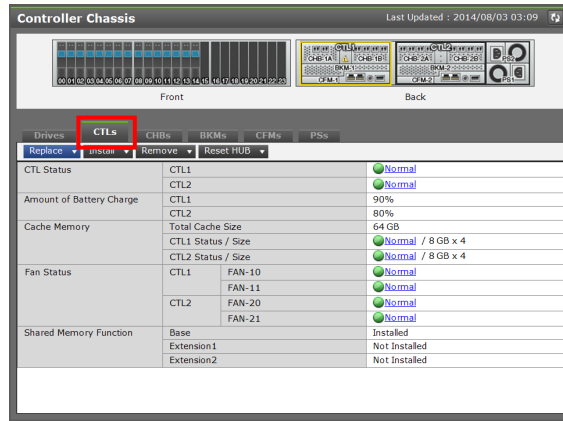 Controller Chassis
Last Updated : 2014/08/03 03:09
00 01 02 03 04 05 06 07 08 09 10 11 12 13 14 15 16 17 18 19 20 21 22 23
CTL1 CTL2
CHB-1A CHB-1B CHB-2A CHB-2B PS2
BKM-1 BKM-2
CFM-1 CFM-2 PS1
Front Back
Drives CTLs CHBs BKMs CFMs PSs
Replace Install Remove Reset HUB
CTL Status CTL1 Normal
CTL2 Normal
Amount of Battery Charge CTL1 90%
CTL2 80%
Cache Memory Total Cache Size 64 GB
CTL1 Status / Size Normal / 8 GB x 4
CTL2 Status / Size Normal / 8 GB x 4
Fan Status CTL1 FAN-10 Normal
FAN-11 Normal
CTL2 FAN-20 Normal
FAN-21 Normal
Shared Memory Function Base Installed
Extension1 Not Installed
Extension2 Not Installed